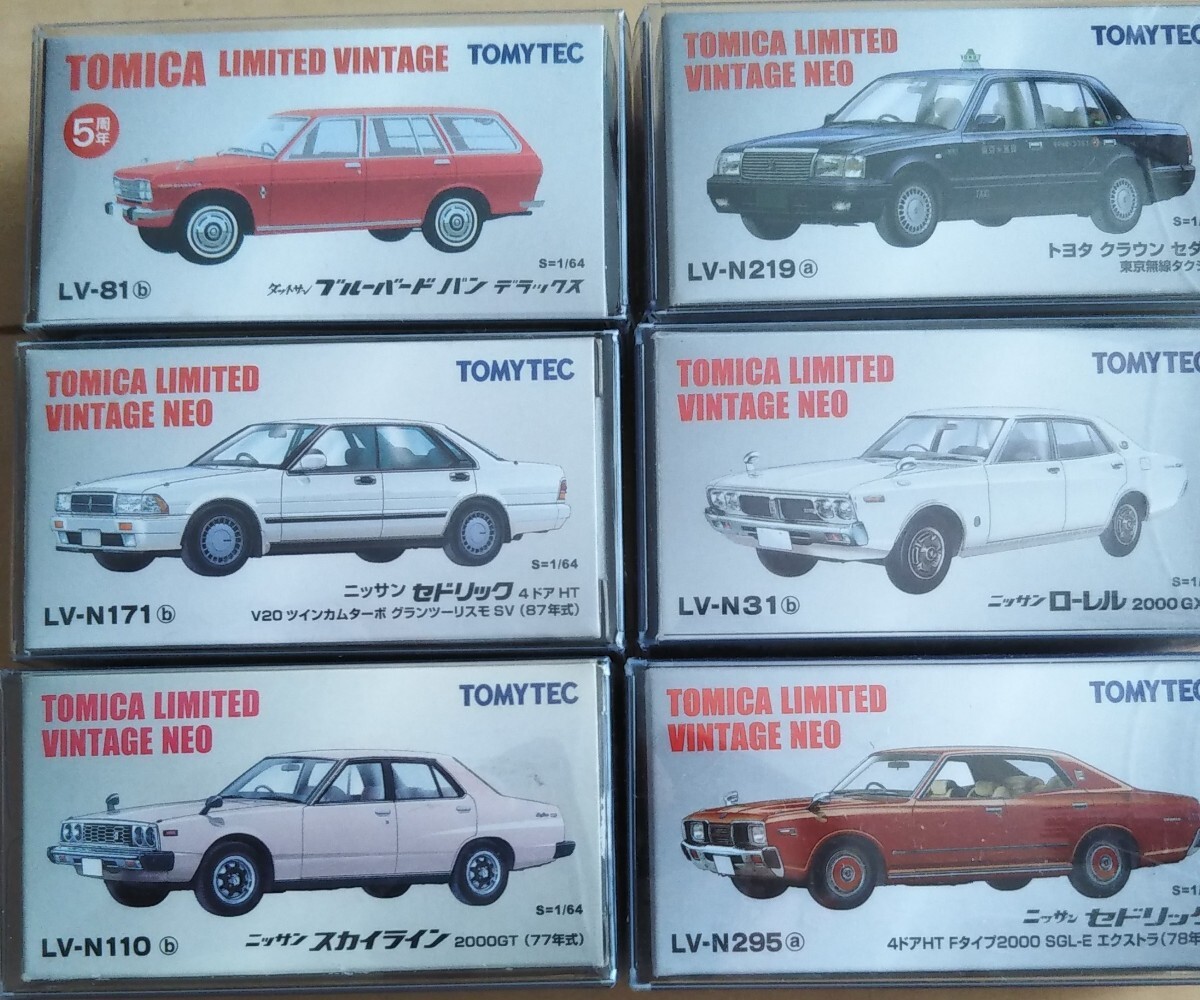 TOMICA LIMITED VINTAGE TOMYTEC
5周年
S=1/64
LV-81ⓑ ダットサン ブルーバード バン デラックス
TOMICA LIMITED
VINTAGE NEO
TOMYTEC
TAXI
S=1/
LV-N219ⓐ
トヨタ クラウン セダ
東京無線タクシ
TOMICA LIMITED
VINTAGE NEO
TOMYTEC
S=1/64
ニッサン セドリック 4ドア HT
LV-N171ⓑ V20 ツインカムターボ グランツーリスモ SV (87年式)
TOMICA LIMITED
VINTAGE NEO
TOMYTEC
S=1/
LV-N31ⓑ ニッサン ローレル 2000 GX
TOMICA LIMITED
VINTAGE NEO
TOMYTEC
S=1/64
LV-N110ⓑ ニッサン スカイライン 2000GT (77年式)
TOMICA LIMITED
VINTAGE NEO
TOMYTEC
S=1/
ニッサン セドリック
LV-N295ⓐ 4ドアHT Fタイプ2000 SGL-E エクストラ(78年